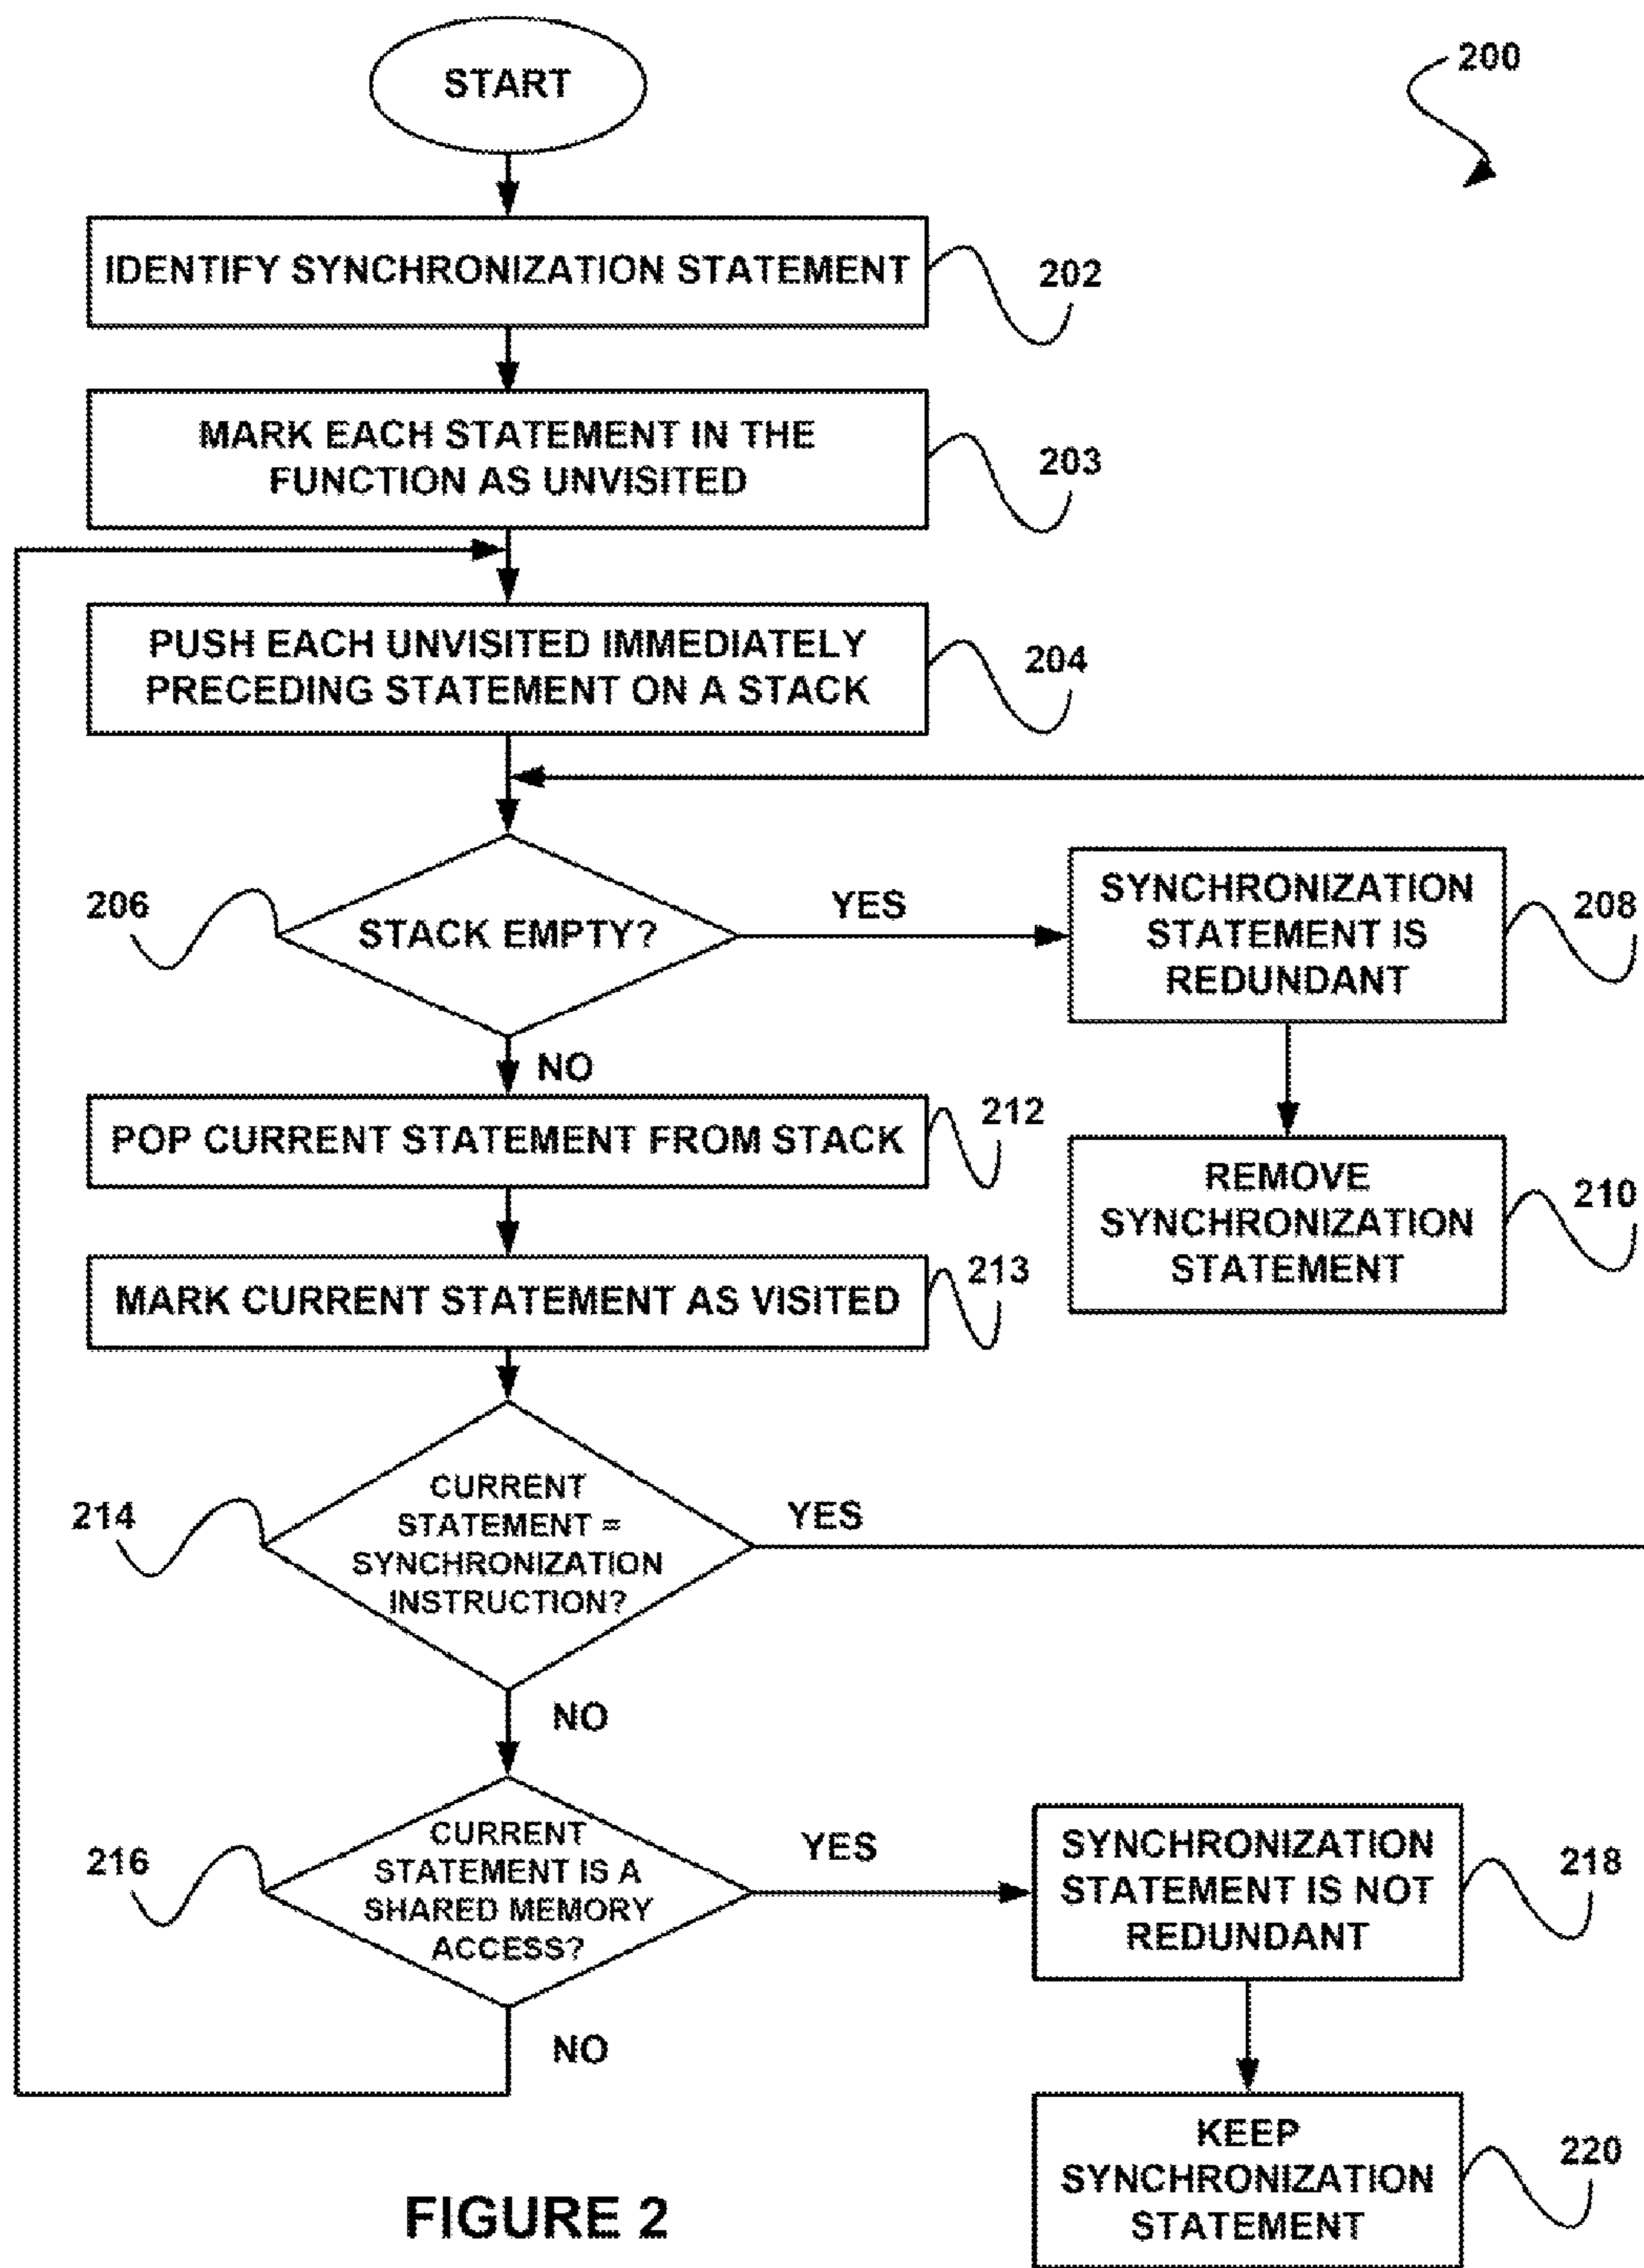 START
200
IDENTIFY SYNCHRONIZATION STATEMENT
202
MARK EACH STATEMENT IN THE
FUNCTION AS UNVISITED
203
PUSH EACH UNVISITED IMMEDIATELY
PRECEDING STATEMENT ON A STACK
204
206
STACK EMPTY?
YES
SYNCHRONIZATION
STATEMENT IS
REDUNDANT
208
NO
POP CURRENT STATEMENT FROM STACK
212
REMOVE
SYNCHRONIZATION
STATEMENT
210
MARK CURRENT STATEMENT AS VISITED
213
214
CURRENT
STATEMENT =
SYNCHRONIZATION
INSTRUCTION?
YES
NO
216
CURRENT
STATEMENT IS A
SHARED MEMORY
ACCESS?
YES
SYNCHRONIZATION
STATEMENT IS NOT
REDUNDANT
218
NO
KEEP
SYNCHRONIZATION
STATEMENT
220
FIGURE 2